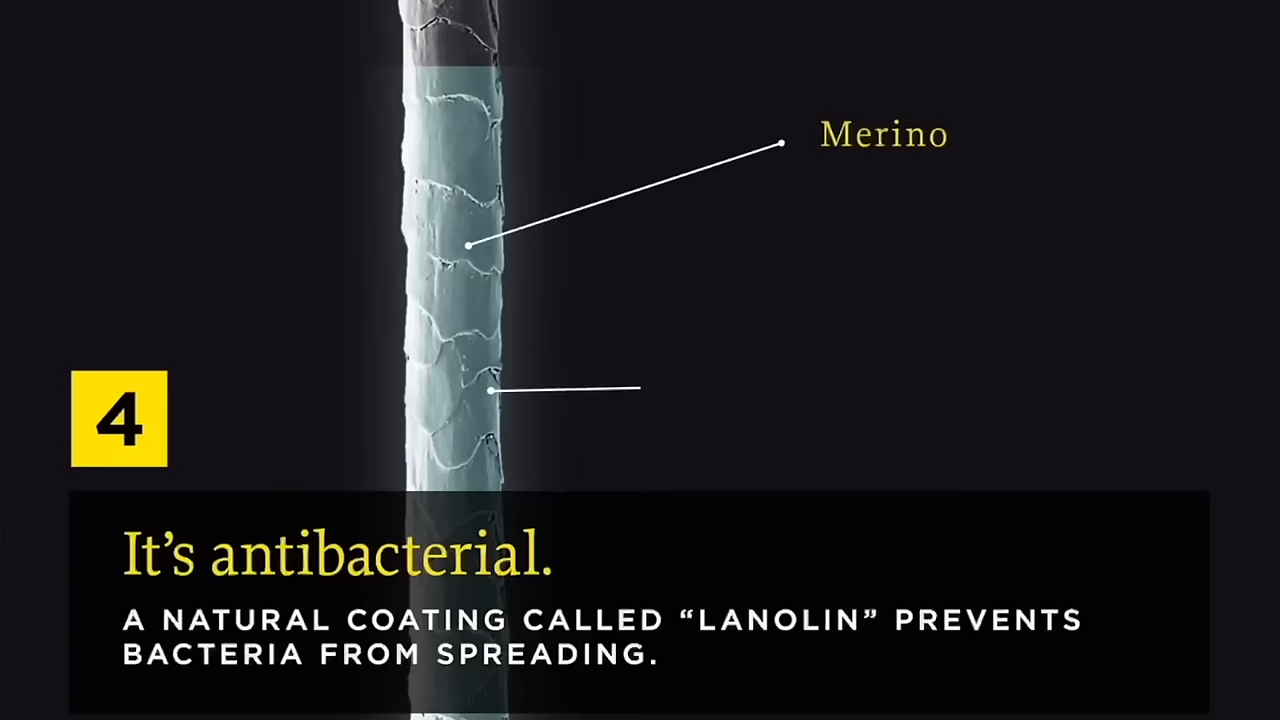 Merino
4
It’s antibacterial.
A NATURAL COATING CALLED “LANOLIN” PREVENTS
BACTERIA FROM SPREADING.